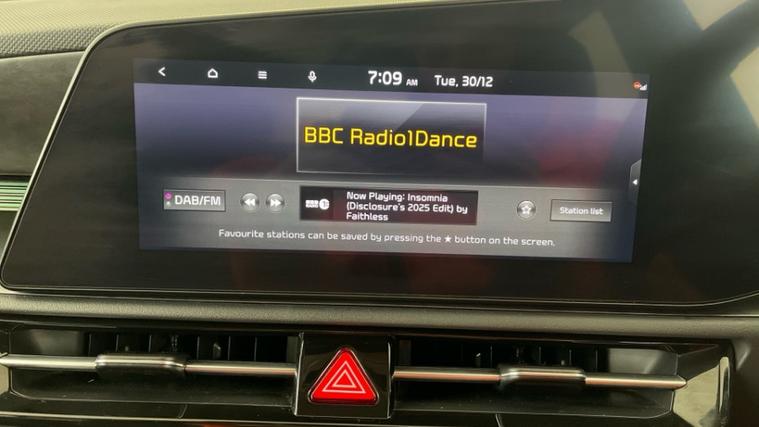 7:09 AM Tue, 30/12
BBC Radio1Dance
DAB/FM
Now Playing: Insomnia
(Disclosure's 2025 Edit) by
Faithless
Station list
Favourite stations can be saved by pressing the ★ button on the screen.